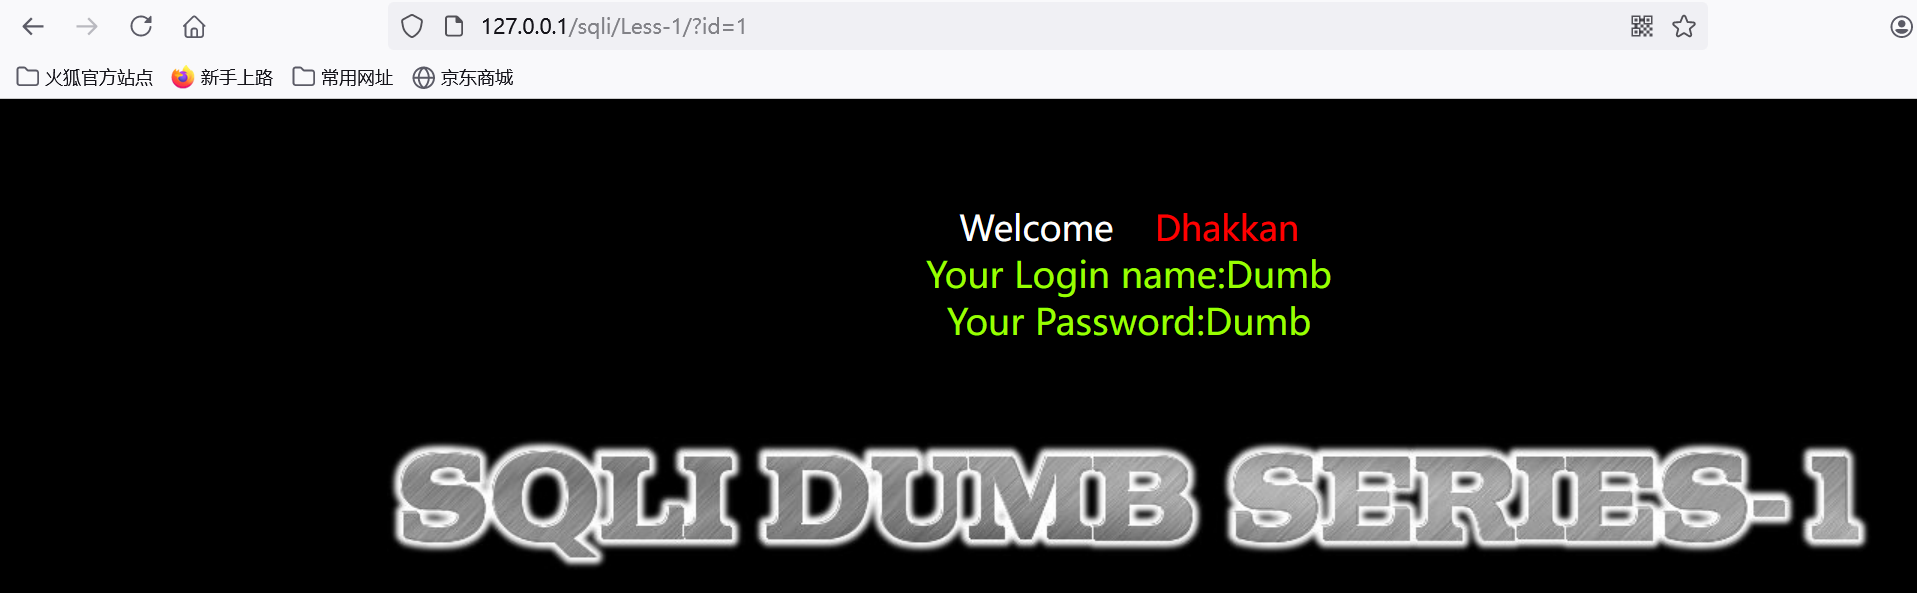 127.0.0.1/sqli/Less-1/?id=1
火狐官方站点 新手上路 常用网址 京东商城
Welcome Dhakkan
Your Login name:Dumb
Your Password:Dumb
SQLI DUMB SERIES-1